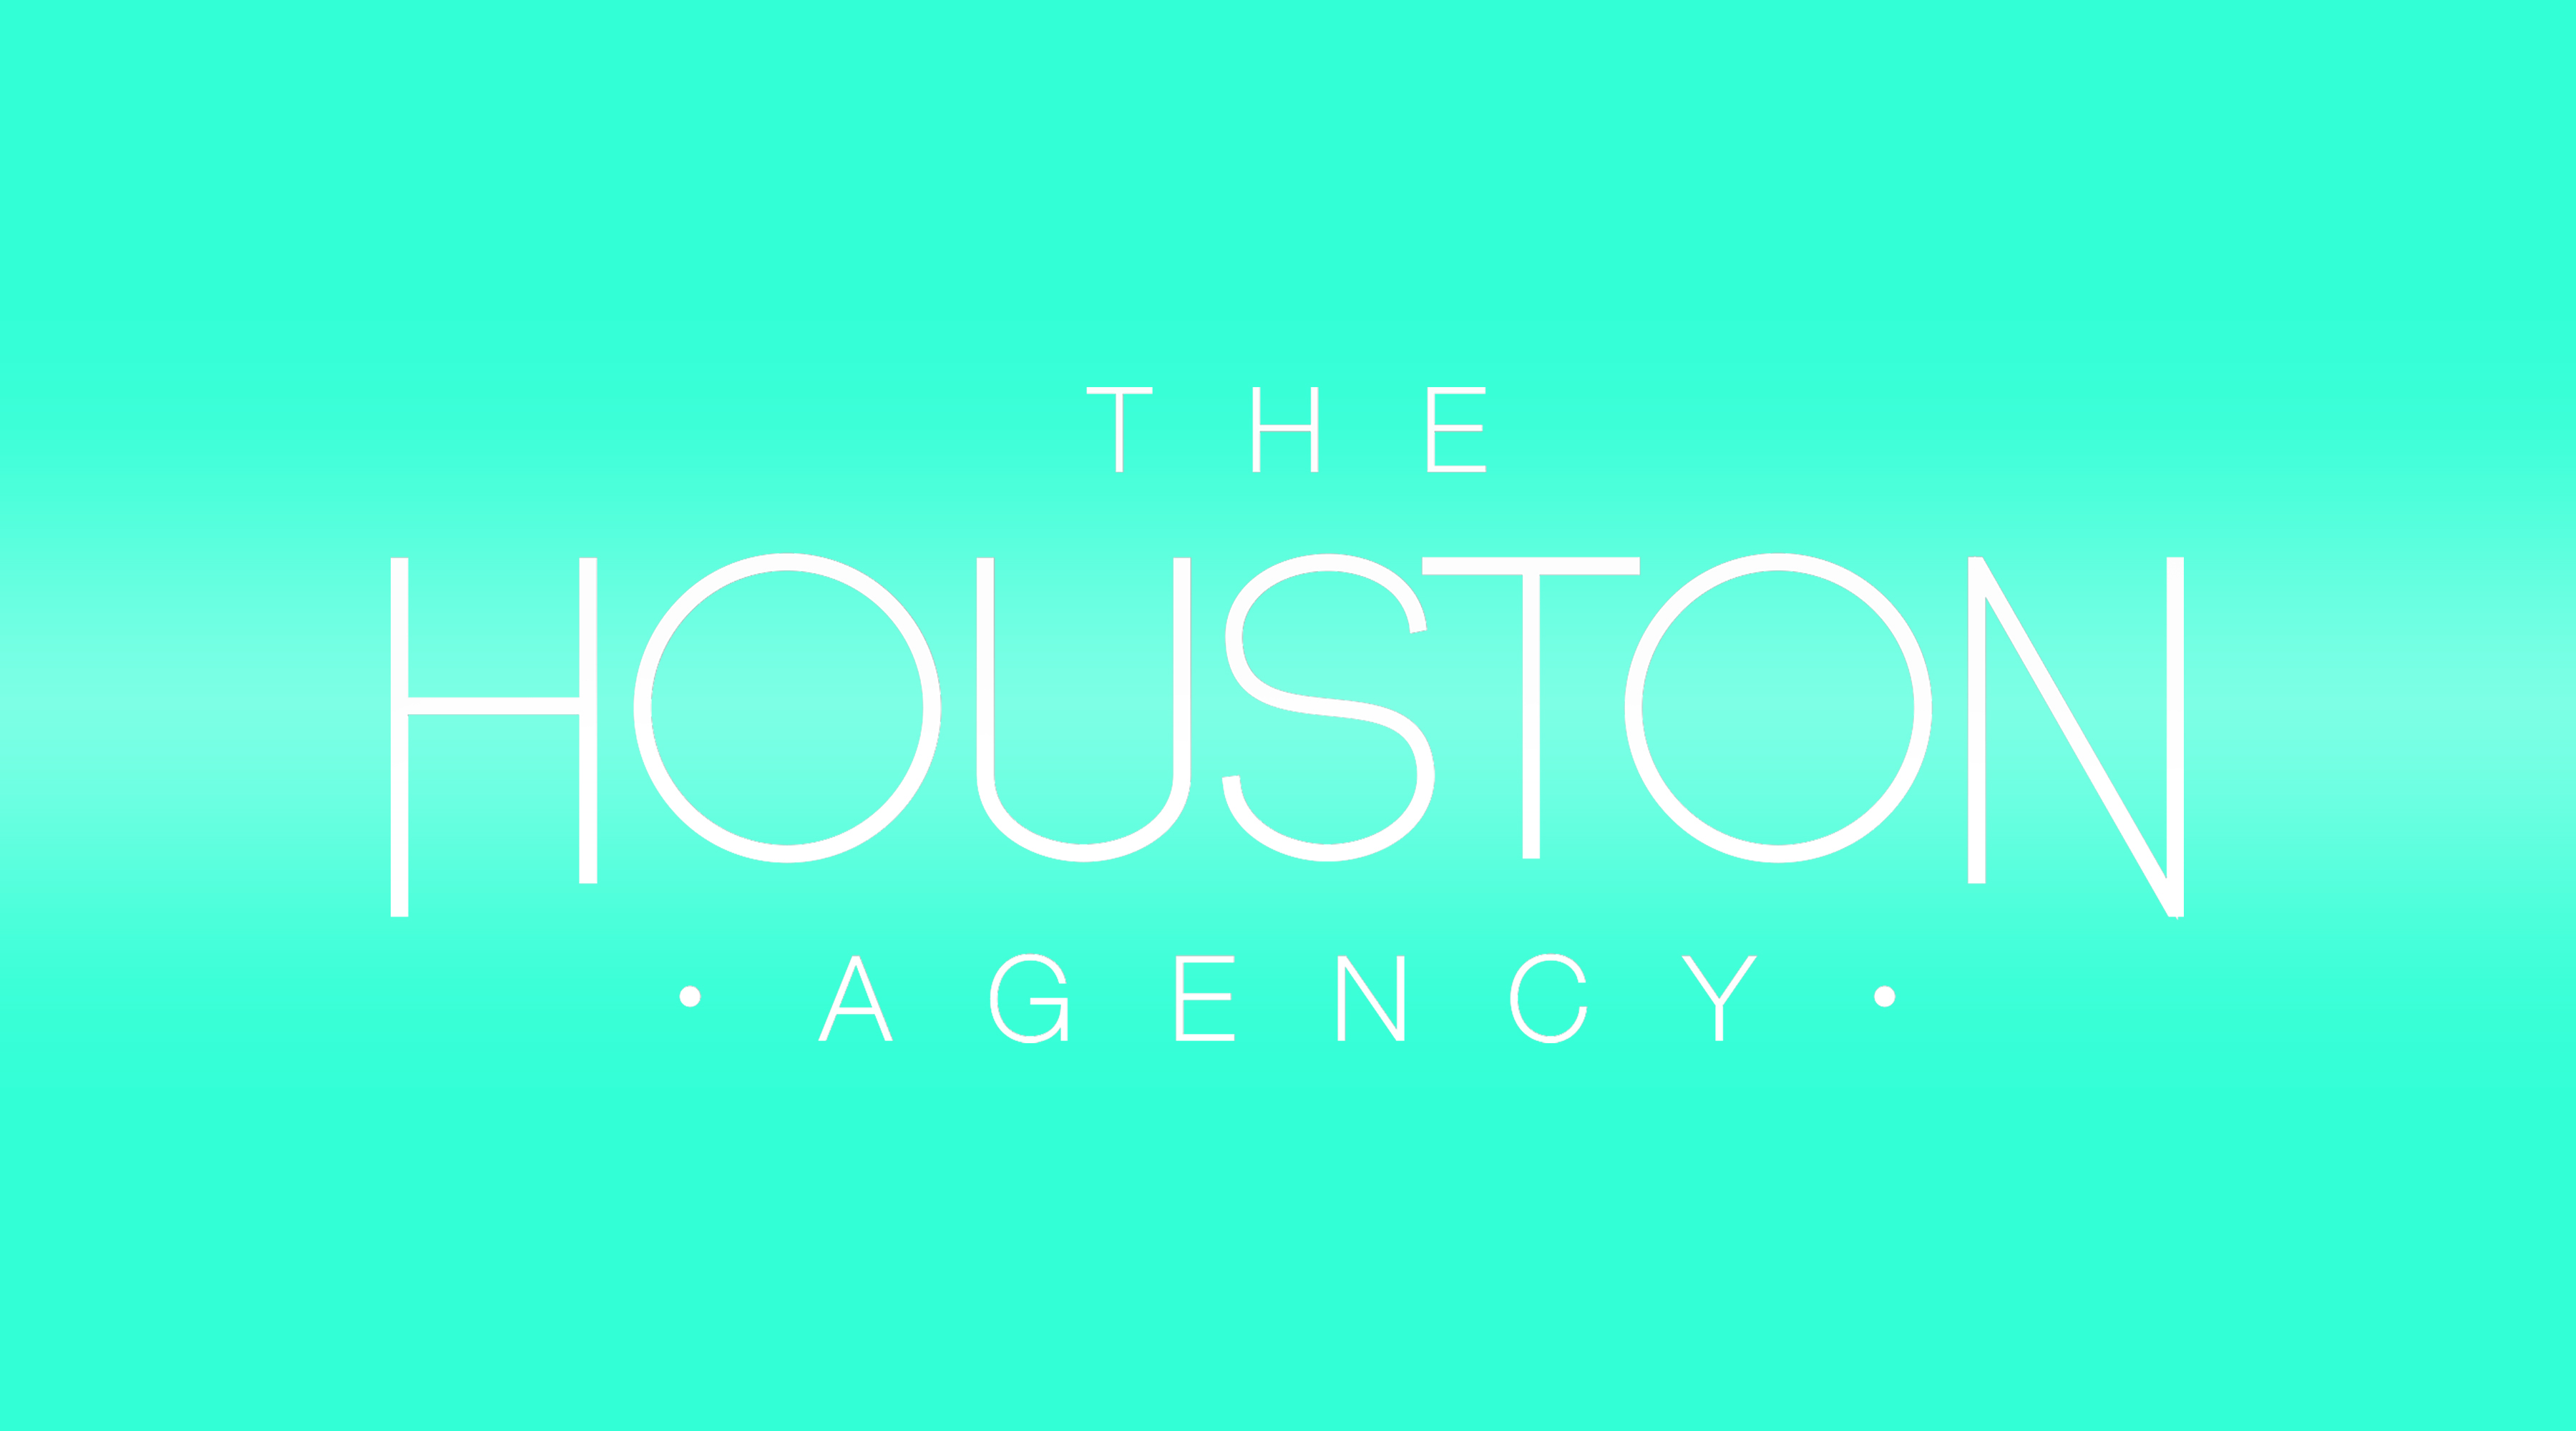 THE
HOUSTON
• AGENCY •